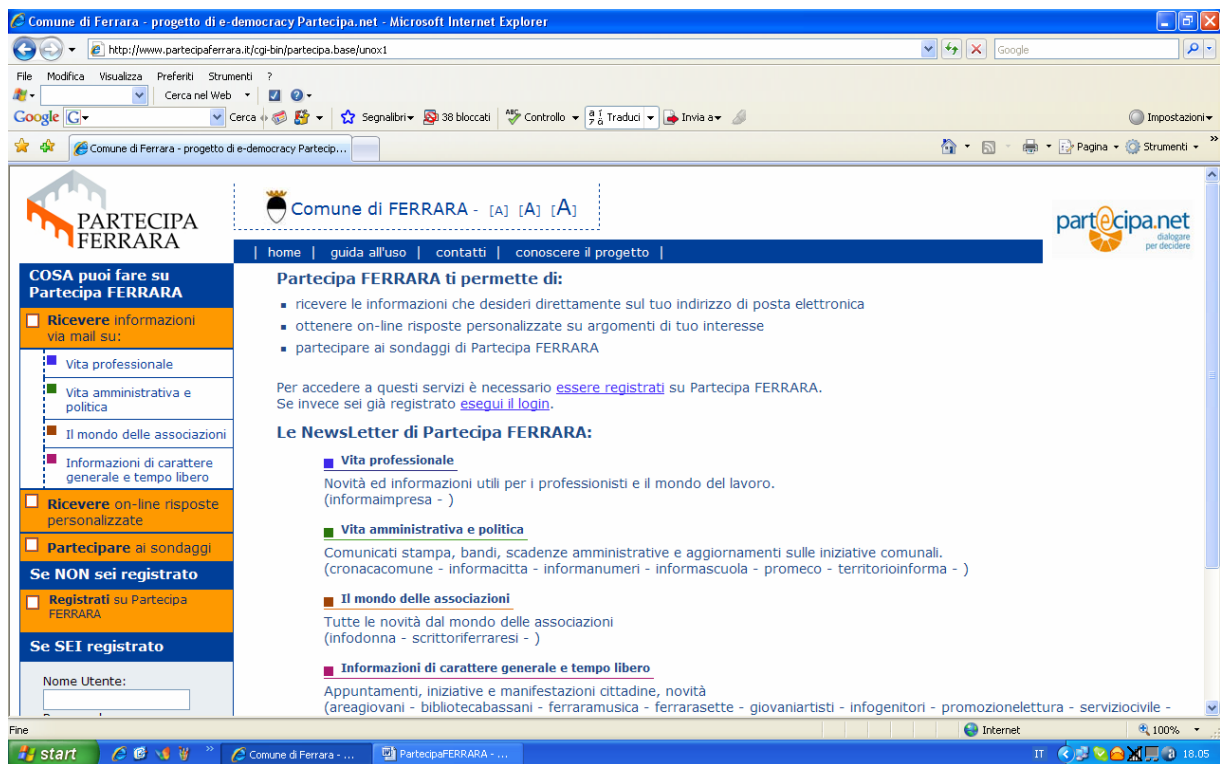 Comune di Ferrara - progetto di e-democracy Partecipa.net - Microsoft Internet Explorer
http://www.partecipaferrara.it/cgi-bin/partecipa.base/unox1
Google
File Modifica Visualizza Preferiti Strumenti ?
Cerca nel Web
Google G Cerca Segnalibri 38 bloccati ABC Controllo Traduci Invia a Impostazioni
Comune di Ferrara - progetto di e-democracy Partecip...
Pagina Strumenti »
PARTECIPA
FERRARA
Comune di FERRARA - [A] [A] [A]
partecipa.net
dialogare
per decidere
| home | guida all'uso | contatti | conoscere il progetto |
COSA puoi fare su
Partecipa FERRARA
Ricevere informazioni
via mail su:
Vita professionale
Vita amministrativa e
politica
Il mondo delle associazioni
Informazioni di carattere
generale e tempo libero
Ricevere on-line risposte
personalizzate
Partecipare ai sondaggi
Se NON sei registrato
Registrati su Partecipa
FERRARA
Se SEI registrato
Nome Utente:
Partecipa FERRARA ti permette di:
ricevere le informazioni che desideri direttamente sul tuo indirizzo di posta elettronica
ottenere on-line risposte personalizzate su argomenti di tuo interesse
partecipare ai sondaggi di Partecipa FERRARA
Per accedere a questi servizi è necessario essere registrati su Partecipa FERRARA.
Se invece sei già registrato esegui il login.
Le NewsLetter di Partecipa FERRARA:
Vita professionale
Novità ed informazioni utili per i professionisti e il mondo del lavoro.
(informaimpresa - )
Vita amministrativa e politica
Comunicati stampa, bandi, scadenze amministrative e aggiornamenti sulle iniziative comunali.
(cronacacomune - informacitta - informanumeri - informascuola - promeco - territorioinforma - )
Il mondo delle associazioni
Tutte le novità dal mondo delle associazioni
(infodonna - scrittoriferraresi - )
Informazioni di carattere generale e tempo libero
Appuntamenti, iniziative e manifestazioni cittadine, novità
(areagiovani - bibliotecabassani - ferraramusica - ferrarasette - giovaniartisti - infogenitori - promozionelettura - serviziocivile -
Fine
Internet
100%
start
»
Comune di Ferrara - ...
PartecipaFERRARA - ...
IT
18.05